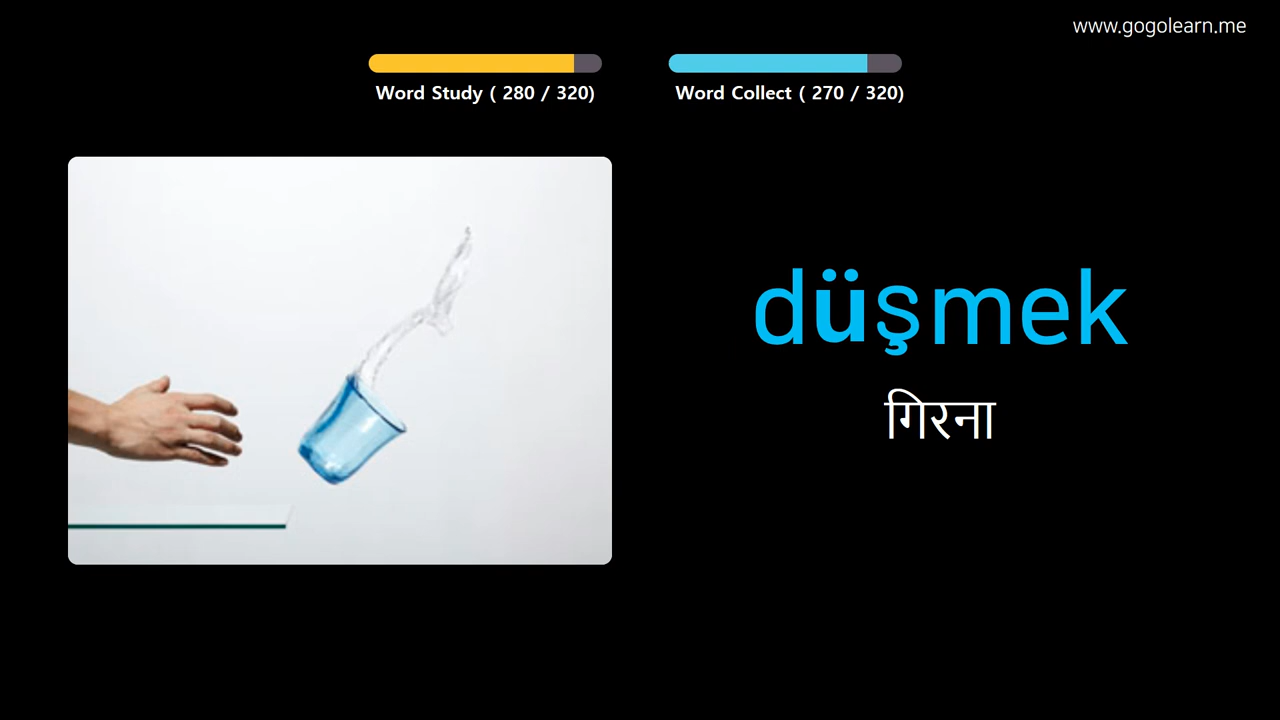 www.gogolearn.me
Word Study ( 280 / 320)
Word Collect ( 270 / 320)
düşmek
गिरना